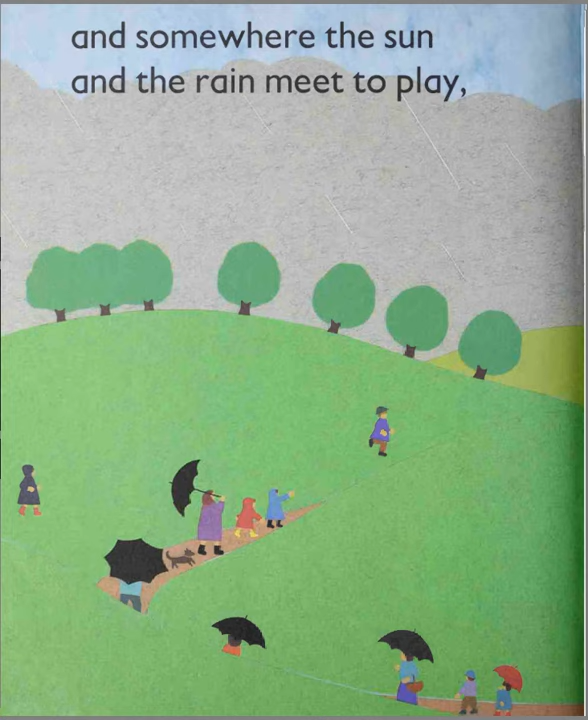 and somewhere the sun
and the rain meet to play,